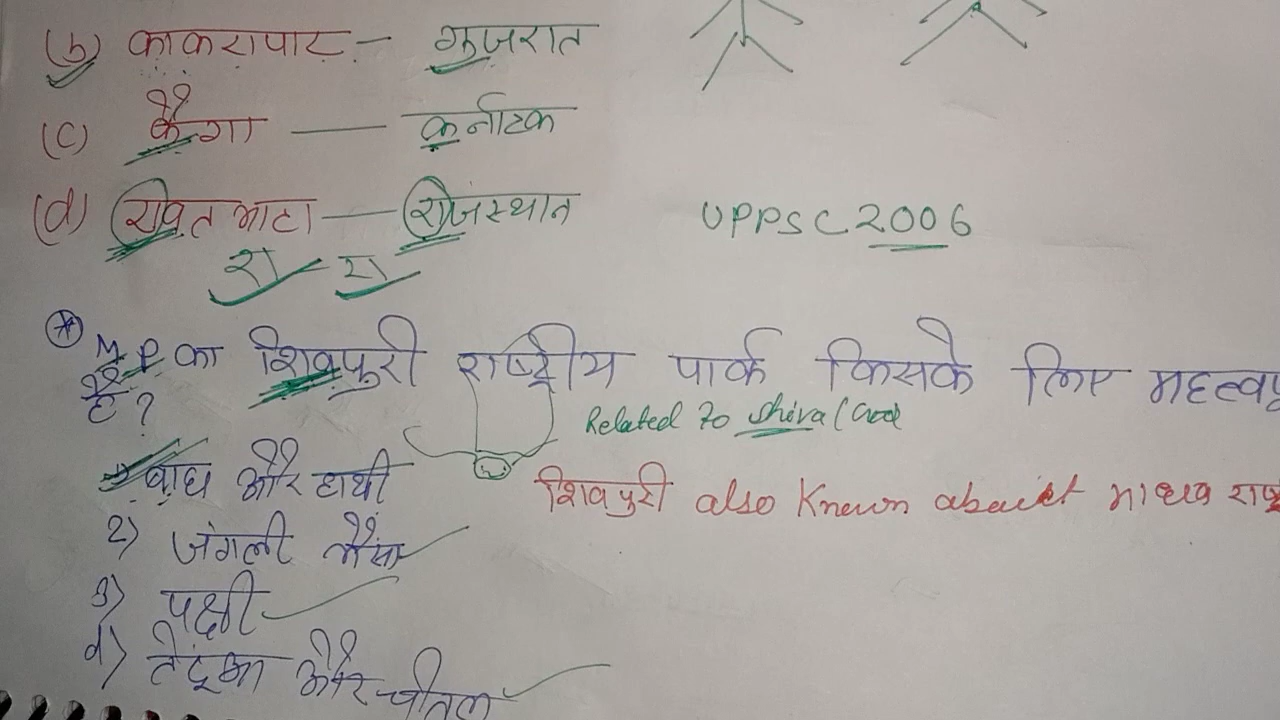 (b) काकरापार - गुजरात
(c) कैगा - कर्नाटक
(d) रावतभाटा - राजस्थान
UPPSC 2006
रा - रा
* MP का शिवपुरी राष्ट्रीय पार्क किसके लिए महत्वपू
है?
Related to Shiva (God
बाघ और हाथी
शिवपुरी also Known about माधव राष्ट्र
2) जंगली भैंसा
3) पक्षी
4) तेंदूआ और चीतल